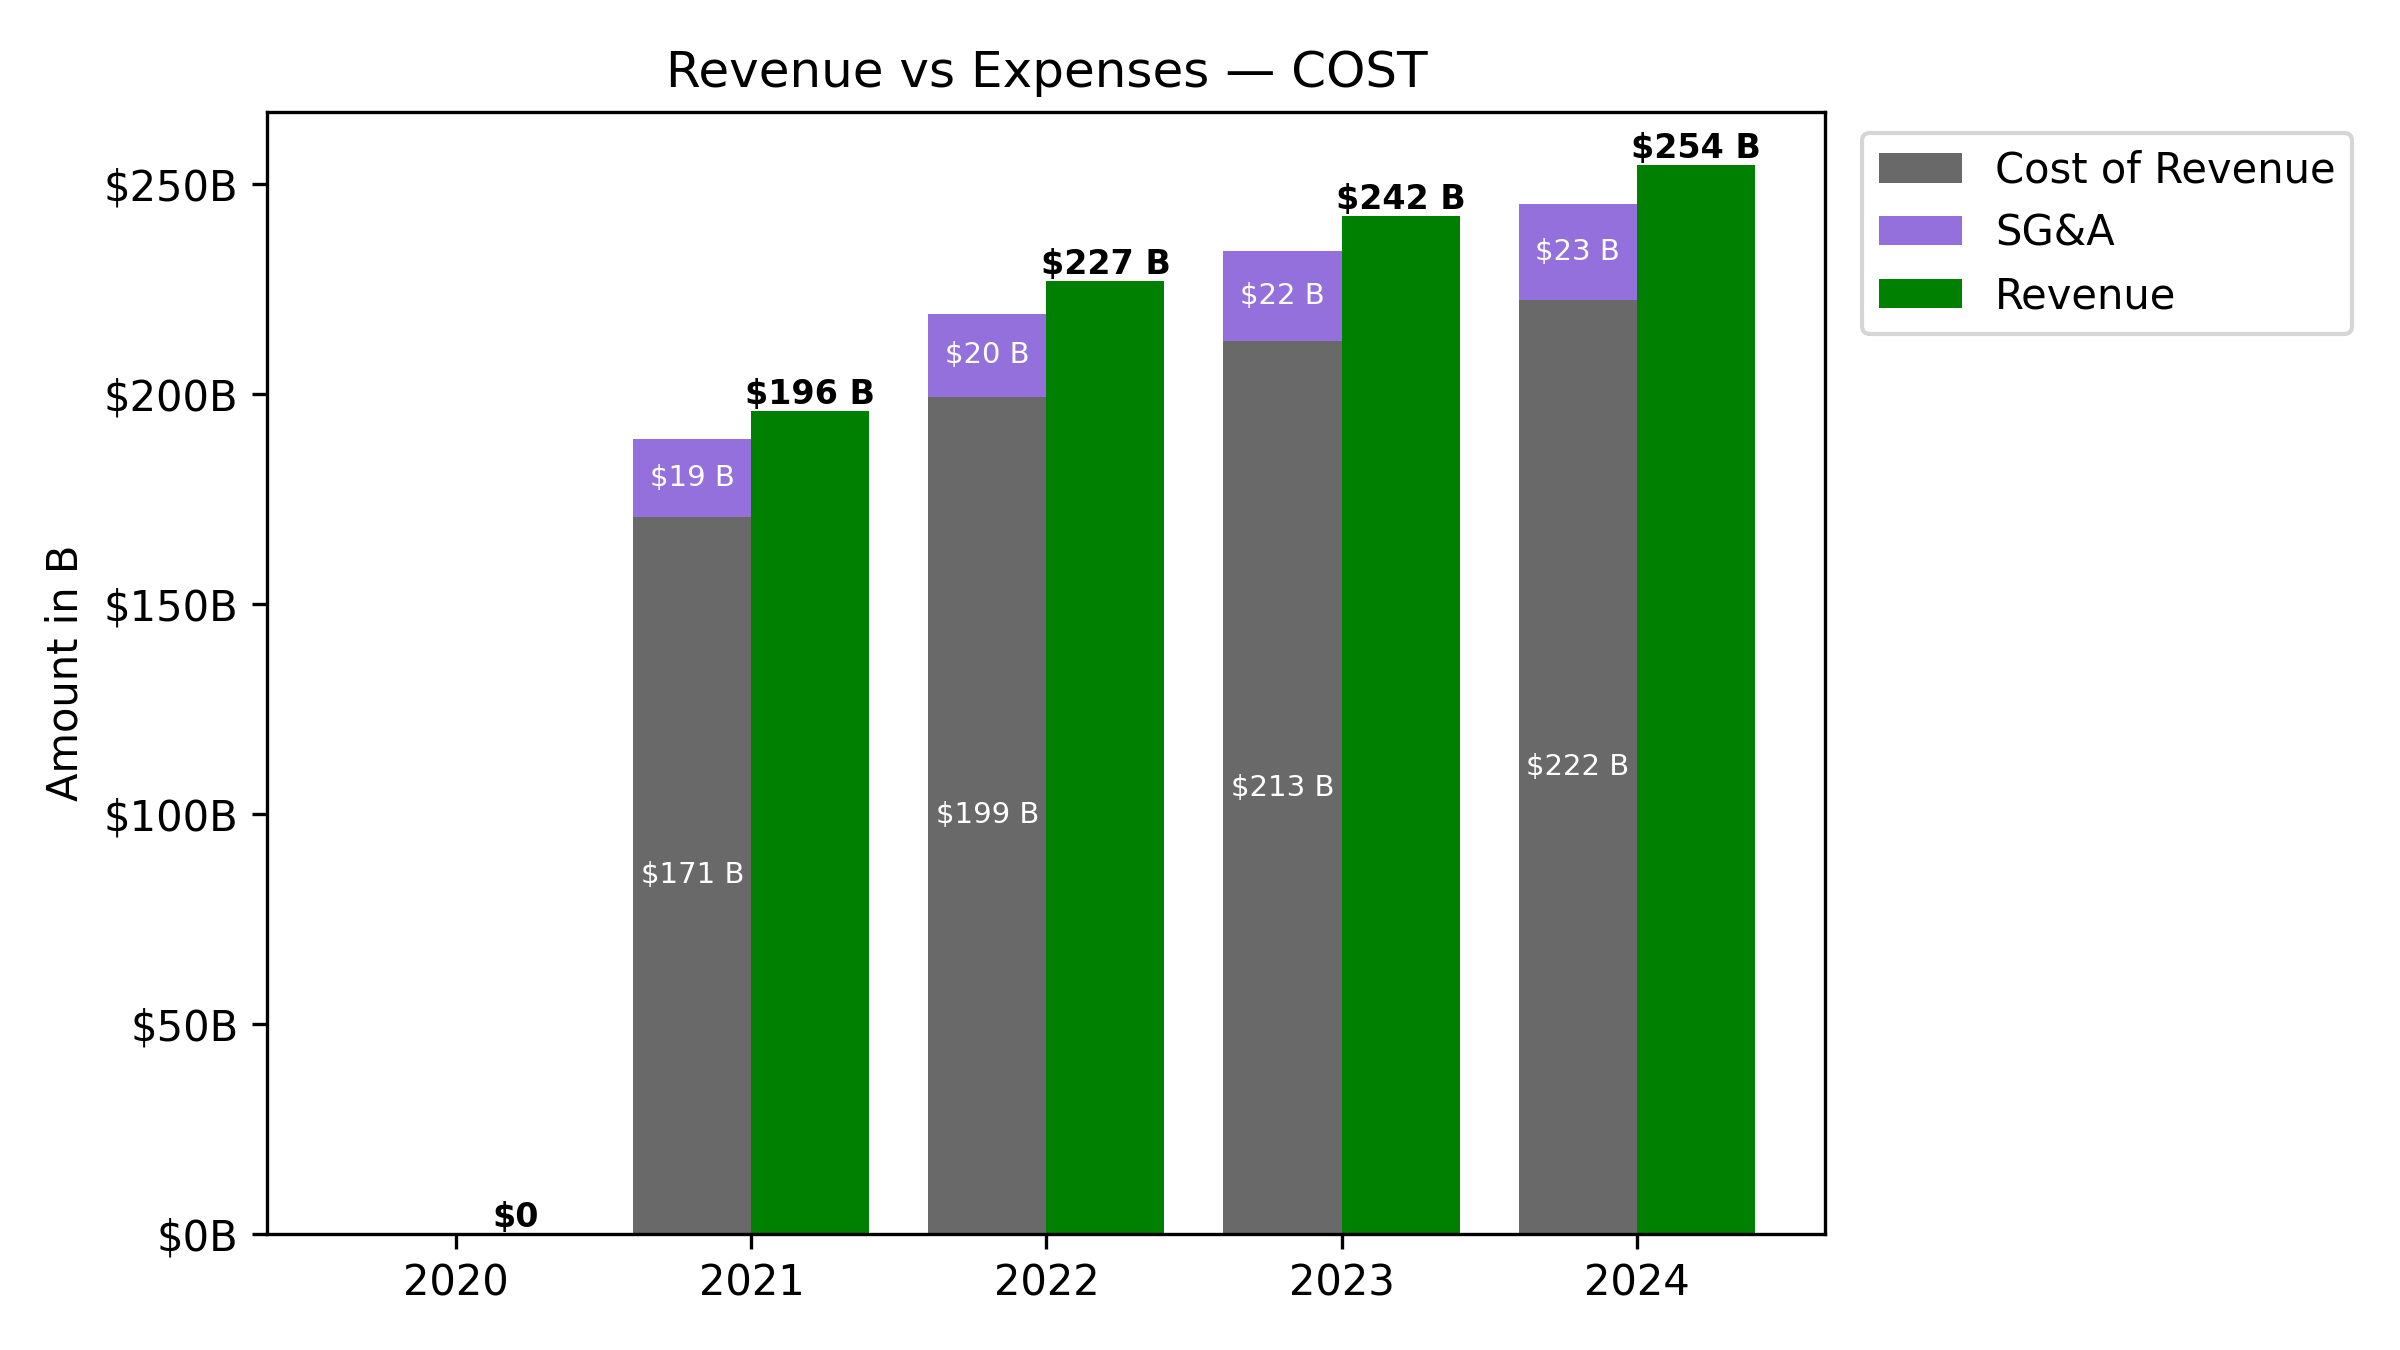 Revenue vs Expenses — COST
Cost of Revenue
SG&A
Revenue
Amount in B
$250B
$200B
$150B
$100B
$50B
$0B
$0
$196 B
$19 B
$171 B
$227 B
$20 B
$199 B
$242 B
$22 B
$213 B
$254 B
$23 B
$222 B
2020 2021 2022 2023 2024